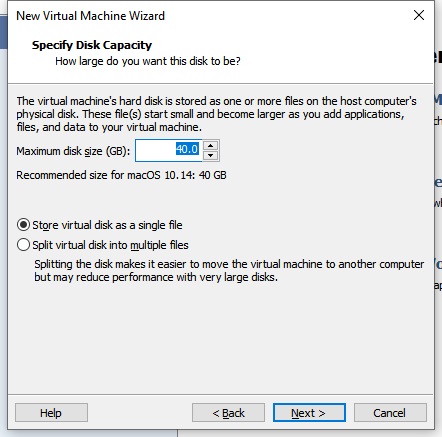 New Virtual Machine Wizard
Specify Disk Capacity
How large do you want this disk to be?
The virtual machine's hard disk is stored as one or more files on the host computer's
physical disk. These file(s) start small and become larger as you add applications,
files, and data to your virtual machine.
Maximum disk size (GB): 40.0
Recommended size for macOS 10.14: 40 GB
Store virtual disk as a single file
Split virtual disk into multiple files
Splitting the disk makes it easier to move the virtual machine to another computer
but may reduce performance with very large disks.
Help < Back Next > Cancel